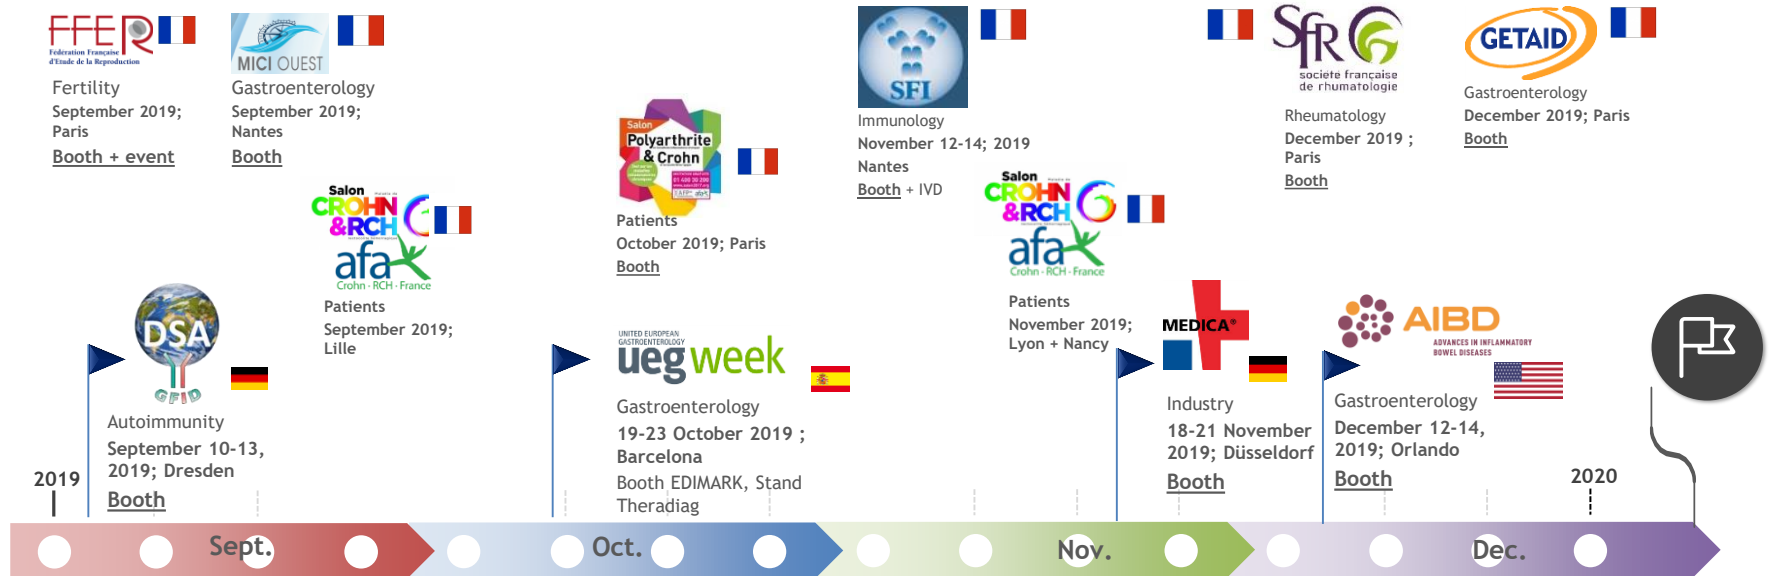 FFER
Fédération Française
d'Etude de la Reproduction
Fertility
September 2019;
Paris
Booth + event
MICI OUEST
Gastroenterology
September 2019;
Nantes
Booth
Salon
CROHN
&RCH
afa
Crohn - RCH - France
Patients
September 2019;
Lille
DSA
GFID
Autoimmunity
September 10-13,
2019; Dresden
Booth
Salon
Polyarthrite
& Crohn
Patients
October 2019; Paris
Booth
UNITED EUROPEAN
GASTROENTEROLOGY
ueg week
Gastroenterology
19-23 October 2019 ;
Barcelona
Booth EDIMARK, Stand
Theradiag
SFI
Immunology
November 12-14; 2019
Nantes
Booth + IVD
Salon
CROHN
&RCH
afa
Crohn - RCH - France
Patients
November 2019;
Lyon + Nancy
MEDICA®
Industry
18-21 November
2019; Düsseldorf
Booth
SFR
société française
de rhumatologie
Rheumatology
December 2019 ;
Paris
Booth
GETAID
Gastroenterology
December 2019; Paris
Booth
AIBD
ADVANCES IN INFLAMMATORY
BOWEL DISEASES
Gastroenterology
December 12-14,
2019; Orlando
Booth
2019
2020
Sept.
Oct.
Nov.
Dec.